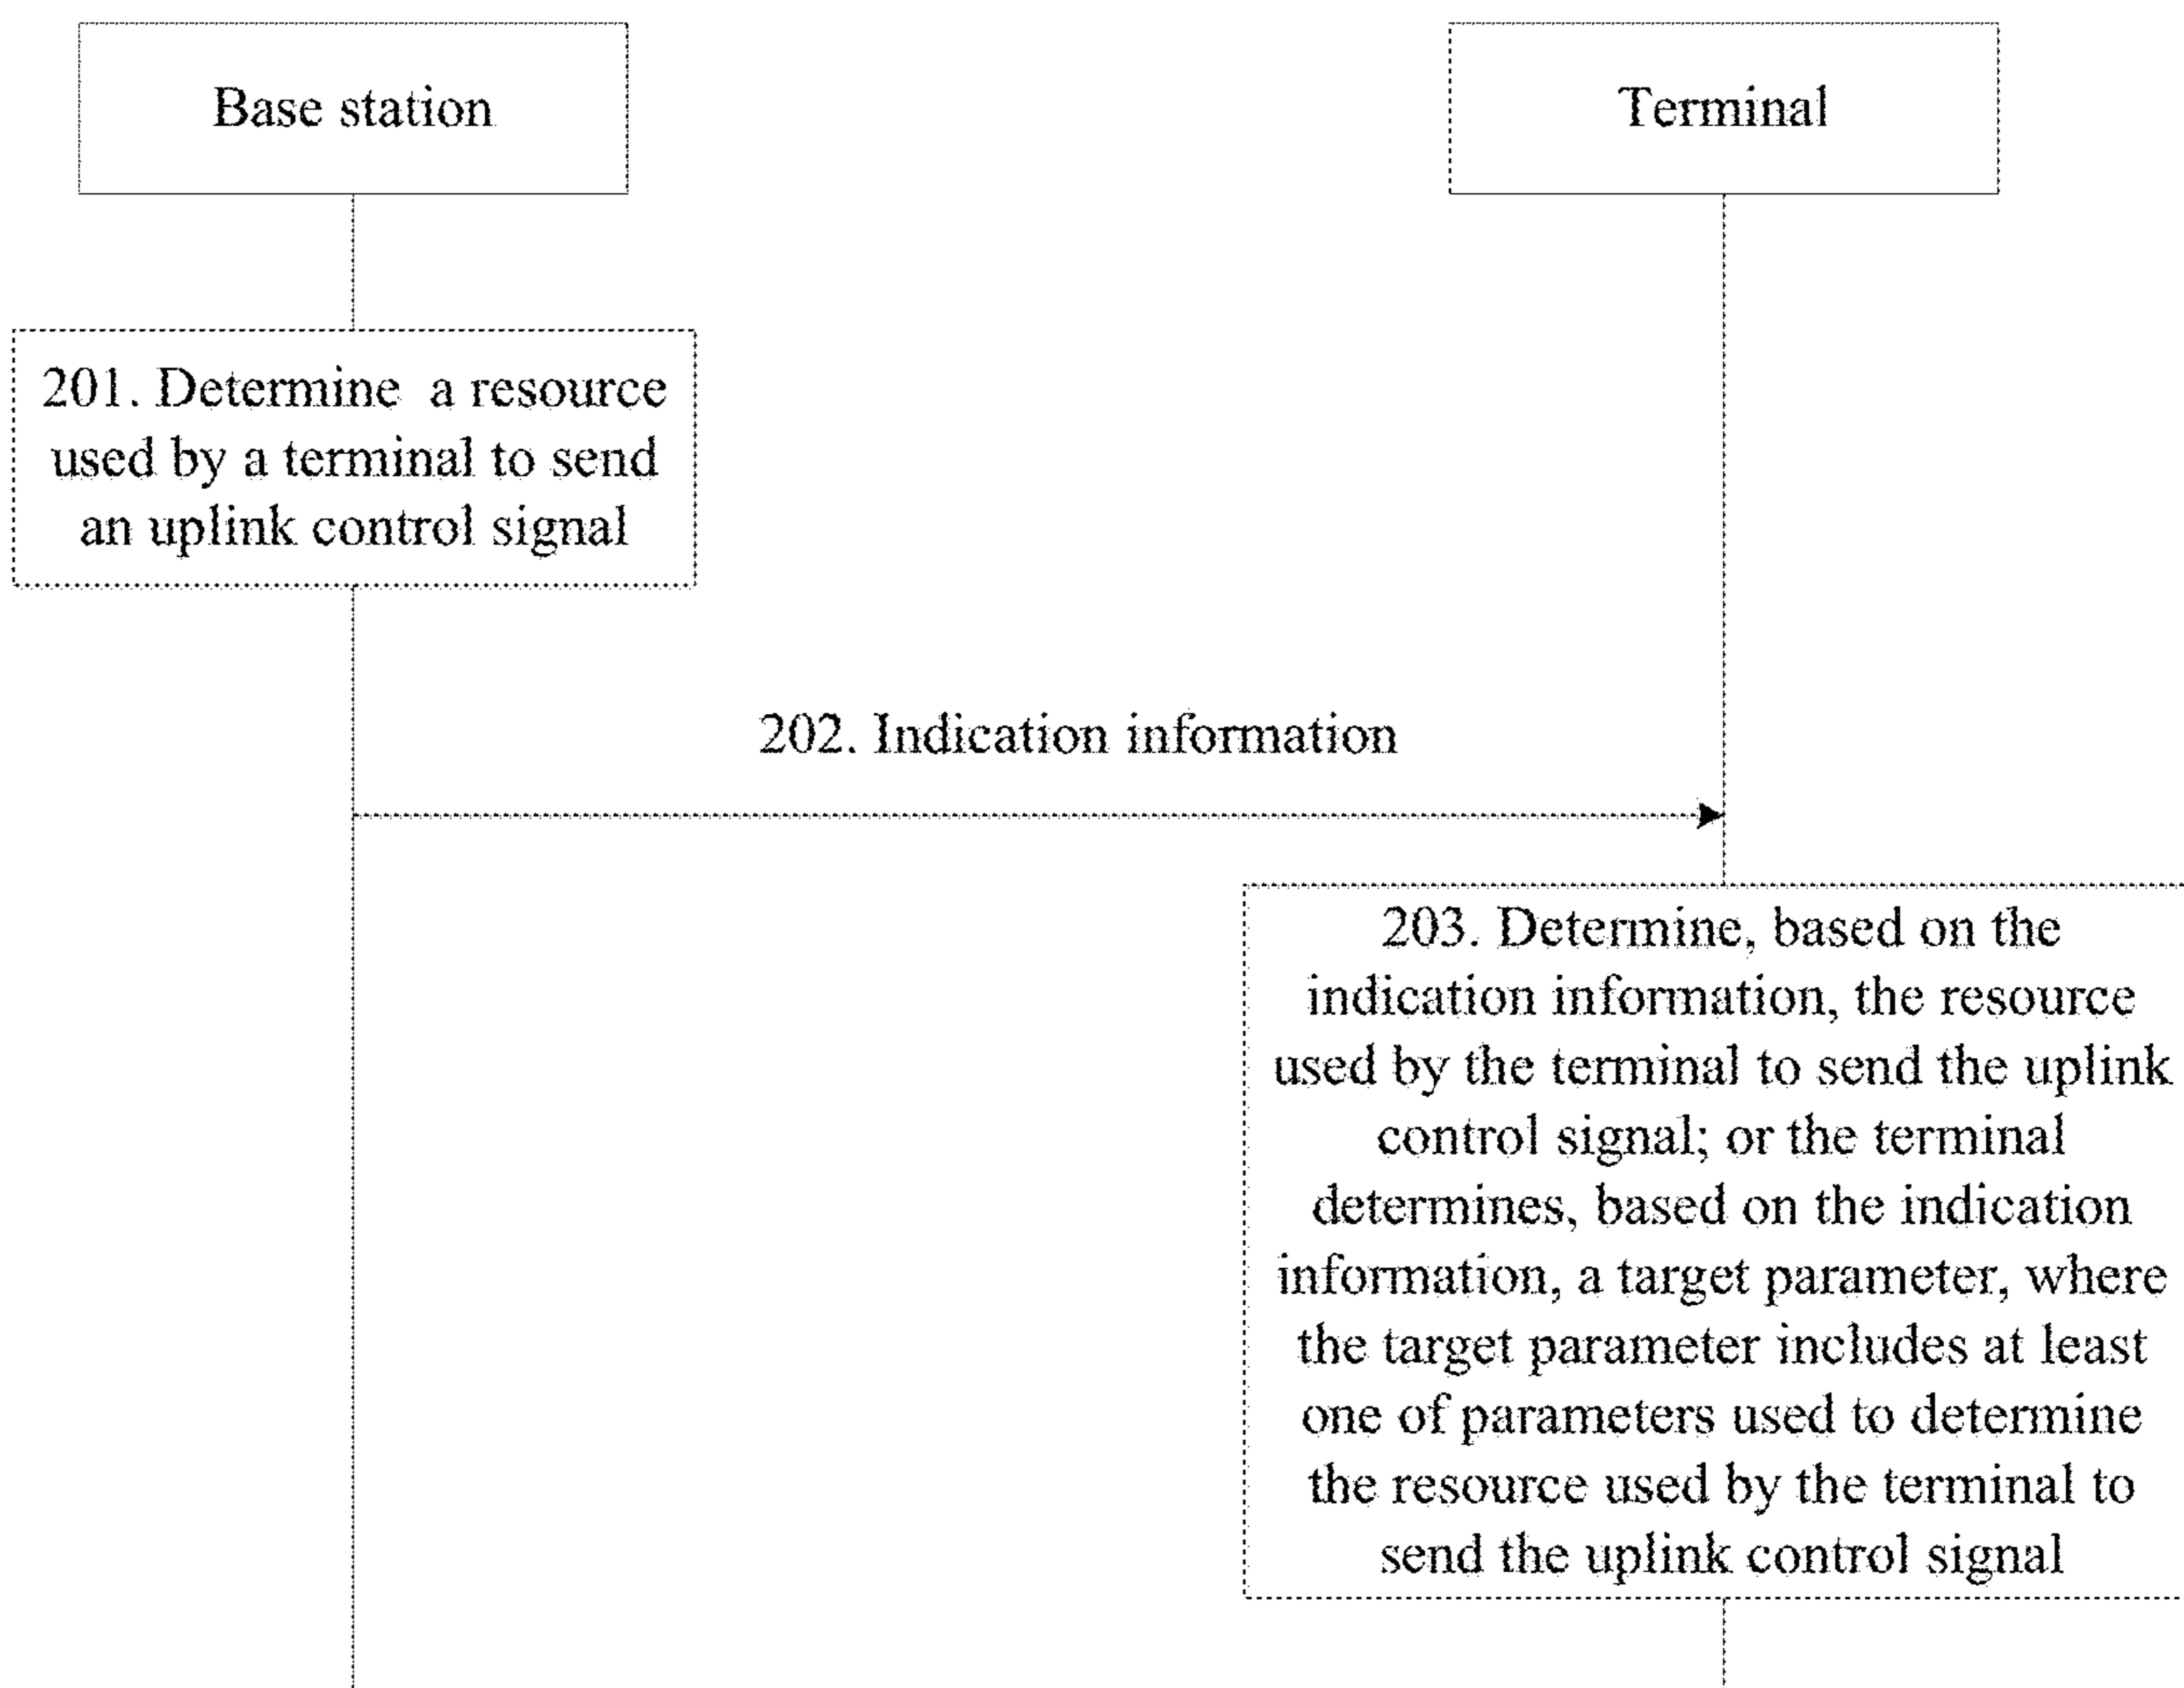 Base station
Terminal
201. Determine a resource
used by a terminal to send
an uplink control signal
202. Indication information
203. Determine, based on the
indication information, the resource
used by the terminal to send the uplink
control signal; or the terminal
determines, based on the indication
information, a target parameter, where
the target parameter includes at least
one of parameters used to determine
the resource used by the terminal to
send the uplink control signal